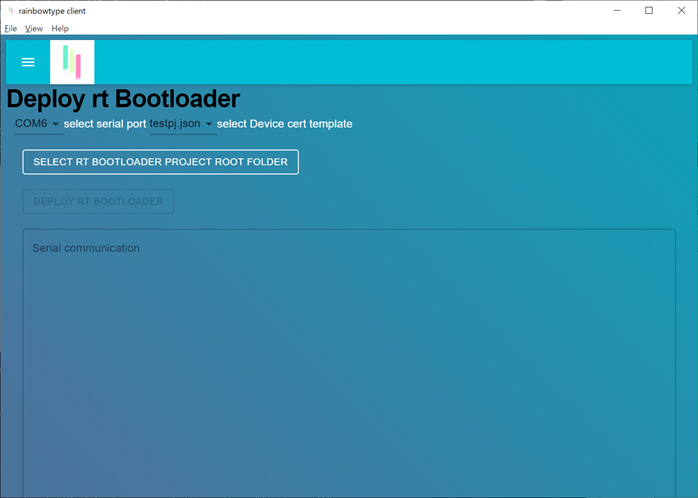 rainbowtype client
File View Help
Deploy rt Bootloader
COM6 select serial port testpj.json select Device cert template
SELECT RT BOOTLOADER PROJECT ROOT FOLDER
DEPLOY RT BOOTLOADER
Serial communication